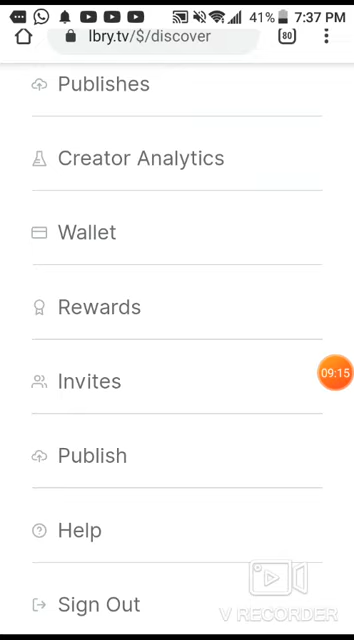 41% 7:37 PM
lbry.tv/$/discover 80
Publishes
Creator Analytics
Wallet
Rewards
09:15
Invites
Publish
Help
Sign Out
V RECORDER